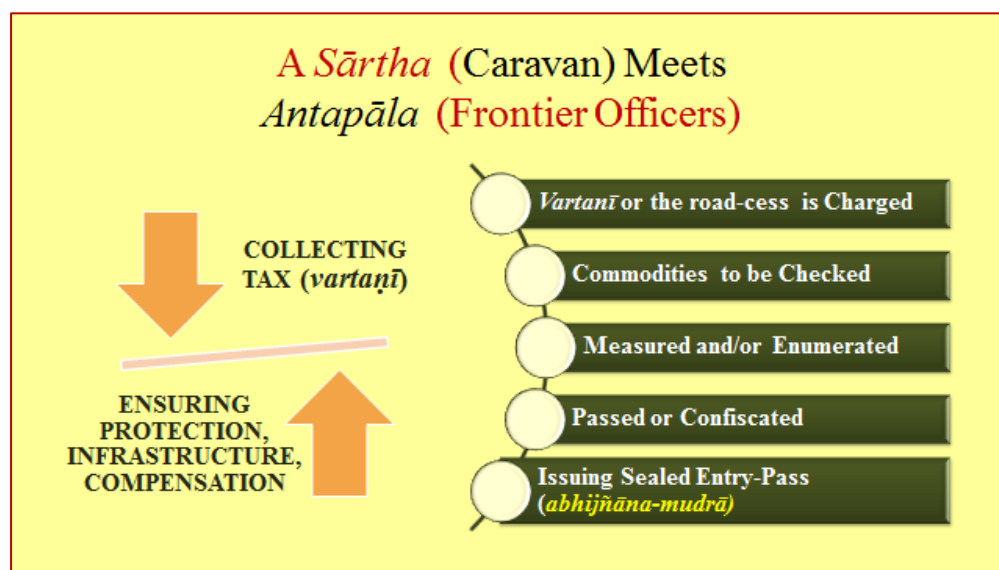 A Sārtha (Caravan) Meets
Antapāla (Frontier Officers)
COLLECTING
TAX (vartaṇī)
ENSURING
PROTECTION,
INFRASTRUCTURE,
COMPENSATION
Vartanī or the road-cess is Charged
Commodities to be Checked
Measured and/or Enumerated
Passed or Confiscated
Issuing Sealed Entry-Pass
(abhijñāna-mudrā)